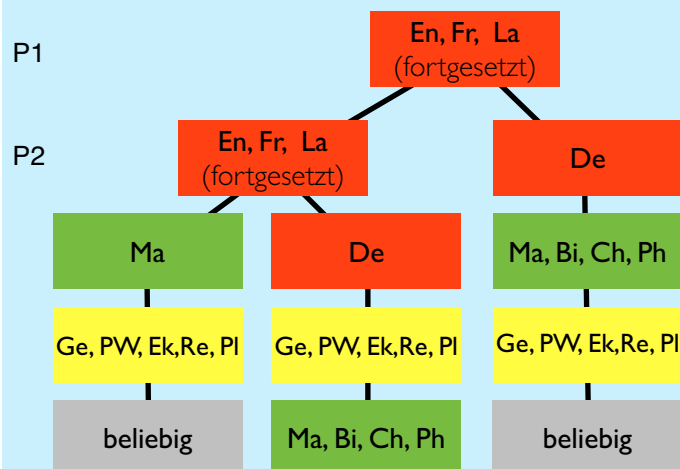 P1
En, Fr, La
(fortgesetzt)
P2
En, Fr, La
(fortgesetzt)
De
Ma
De
Ma, Bi, Ch, Ph
Ge, PW, Ek,Re, Pl
Ge, PW, Ek,Re, Pl
Ge, PW, Ek,Re, Pl
beliebig
Ma, Bi, Ch, Ph
beliebig